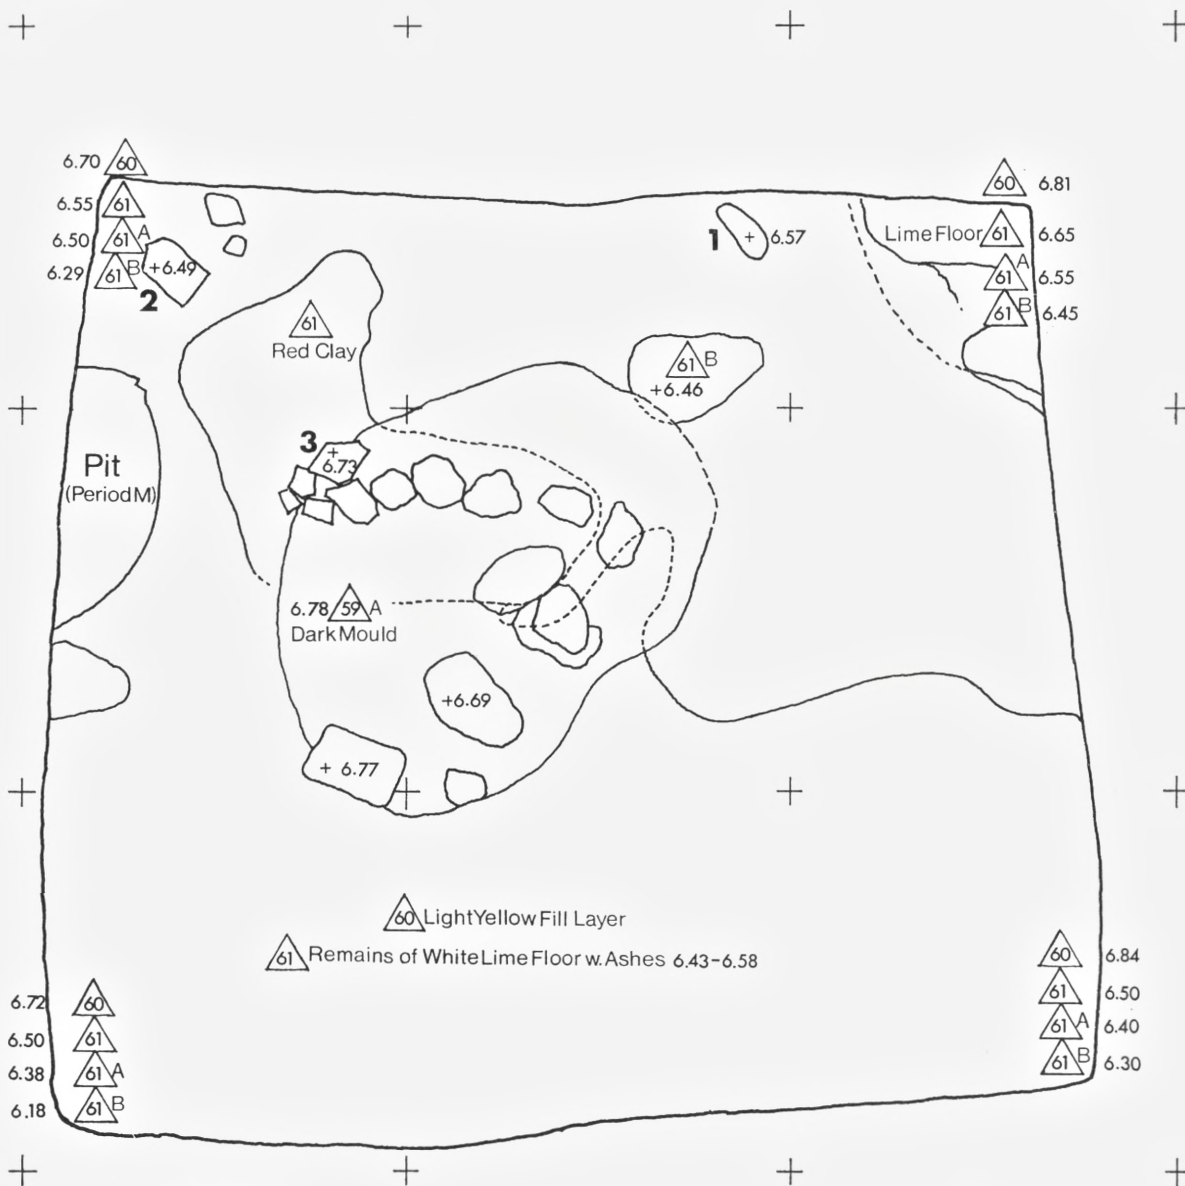 6.70 60
60 6.81
6.55 61
6.50 61 A
6.29 61 B
+6.49
2
1 + 6.57
Lime Floor 61 6.65
61 A 6.55
61 B 6.45
61
Red Clay
61 B
+6.46
3
+
6.73
Pit
(Period M)
6.78 59 A
Dark Mould
+6.69
+ 6.77
60 Light Yellow Fill Layer
61 Remains of White Lime Floor w. Ashes 6.43-6.58
60 6.84
61 6.50
61 A 6.40
61 B 6.30
6.72 60
6.50 61
6.38 61 A
6.18 61 B